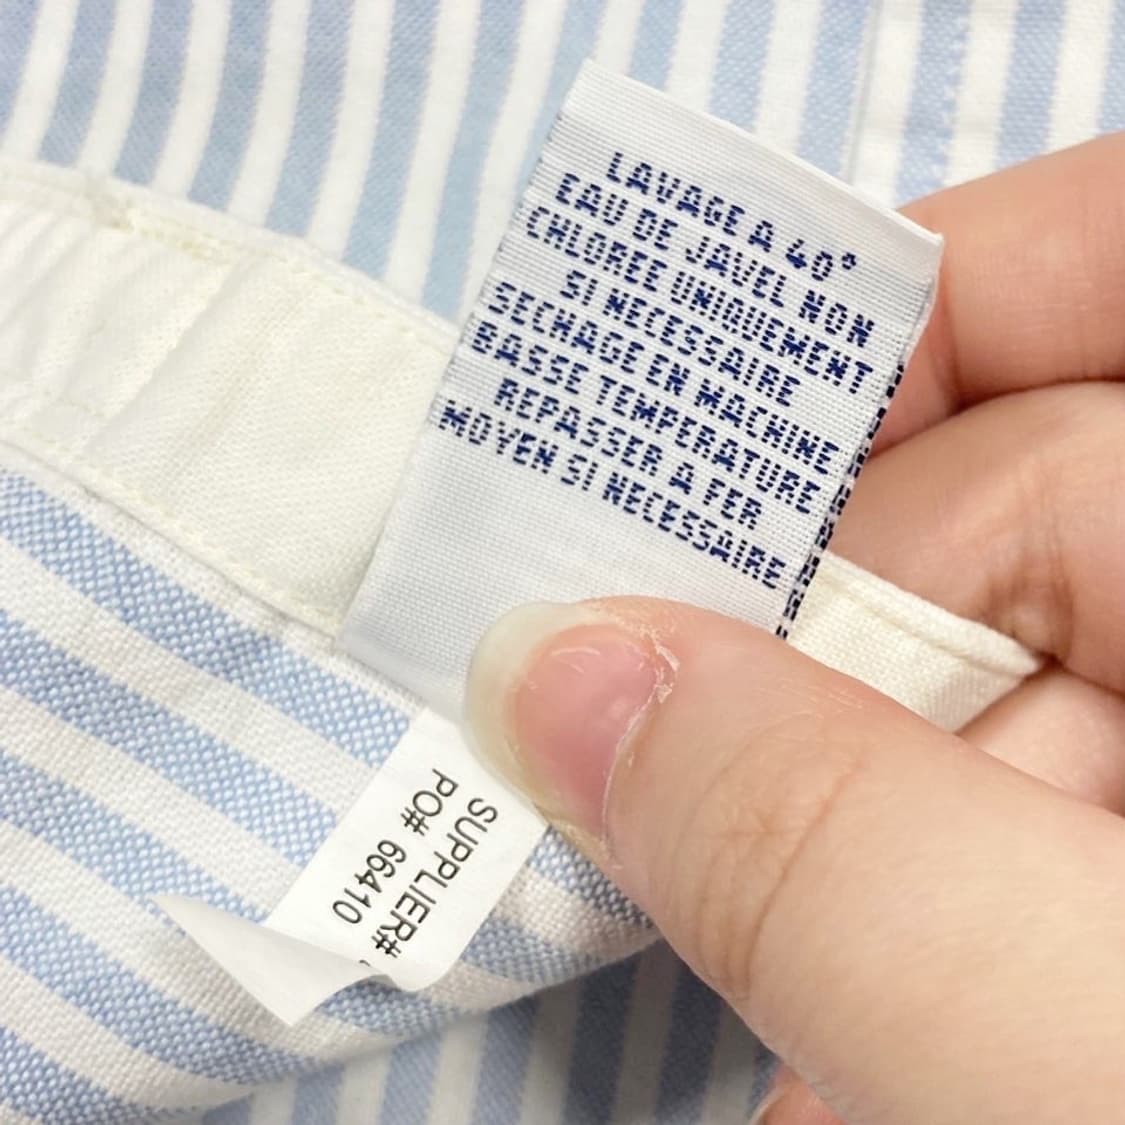 LAVAGE A 40°
EAU DE JAVEL NON
CHLOREE UNIQUEMENT
SI NECESSAIRE
SECHAGE EN MACHINE
BASSE TEMPERATURE
REPASSER A FER
MOYEN SI NECESSAIRE
SUPPLIER#
PO# 66410